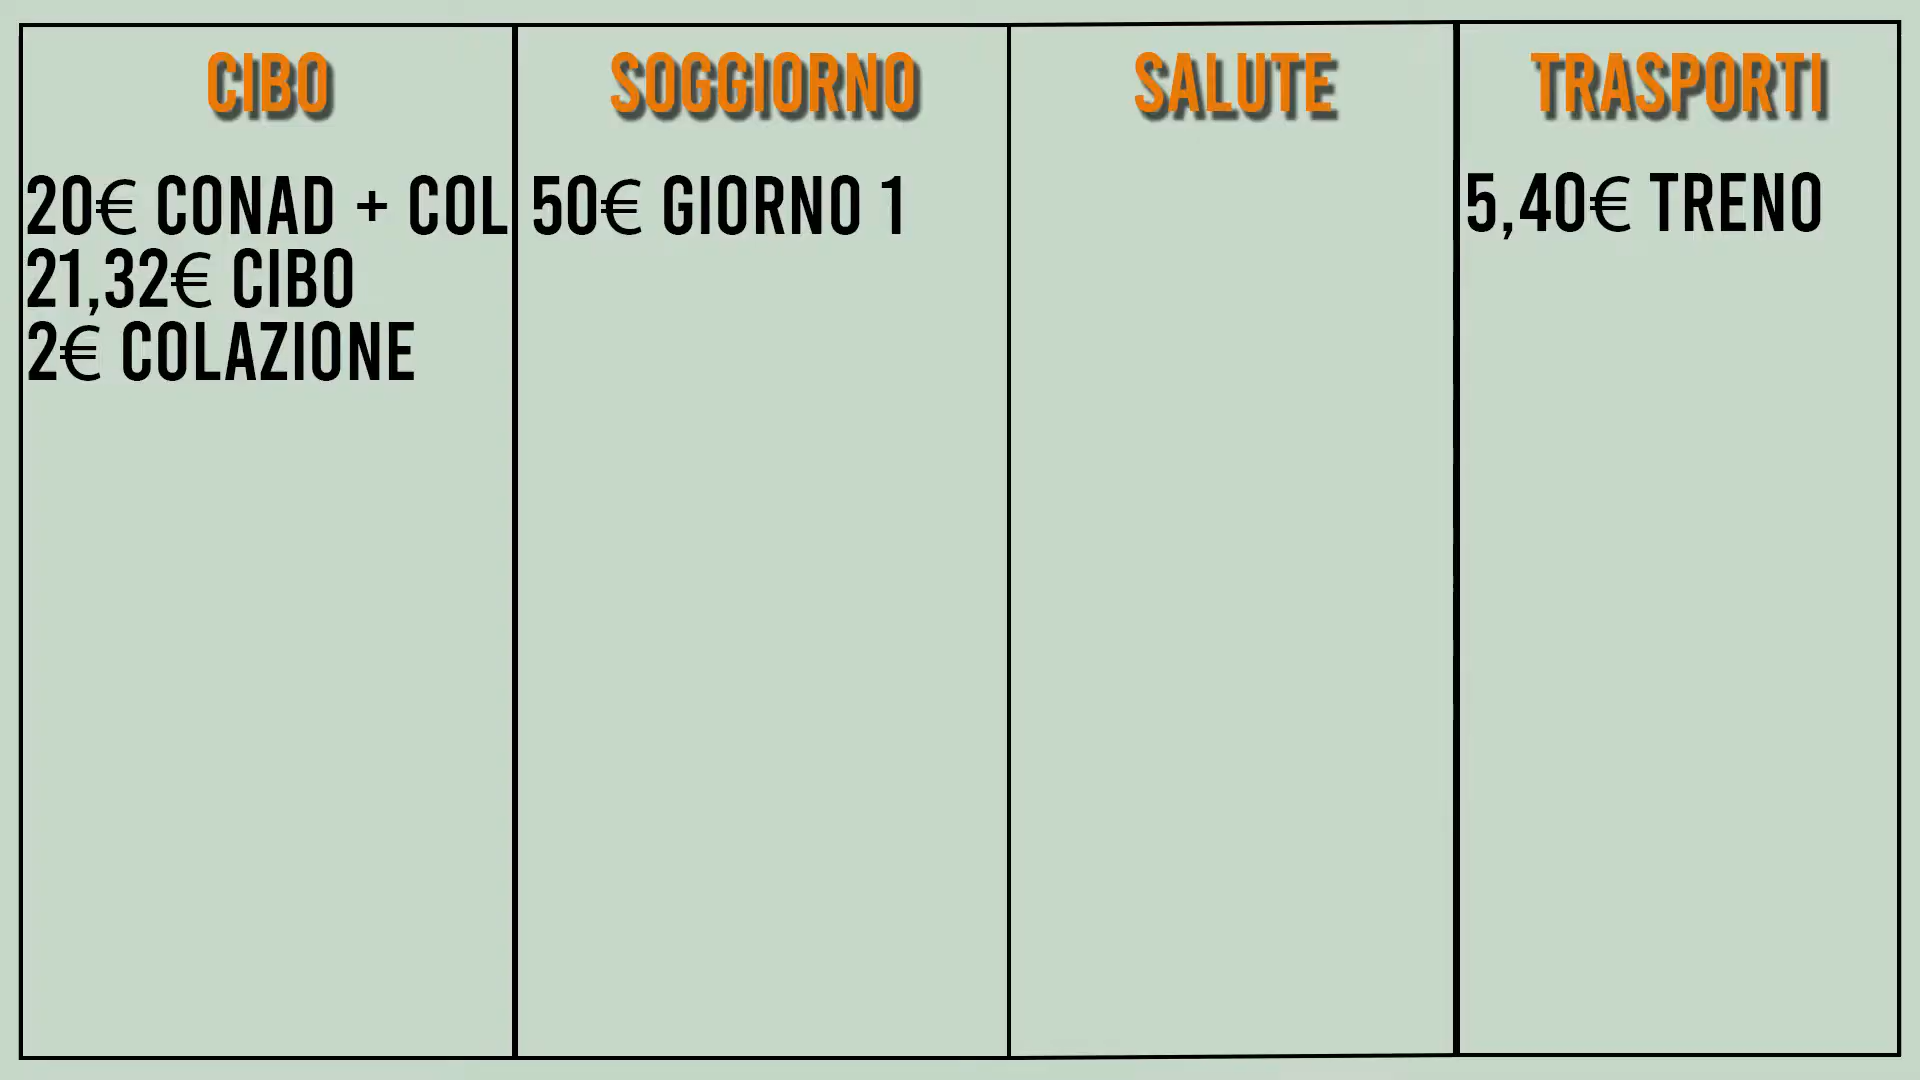 CIBO
20€ CONAD + COL
21,32€ CIBO
2€ COLAZIONE
SOGGIORNO
50€ GIORNO 1
SALUTE
TRASPORTI
5,40€ TRENO